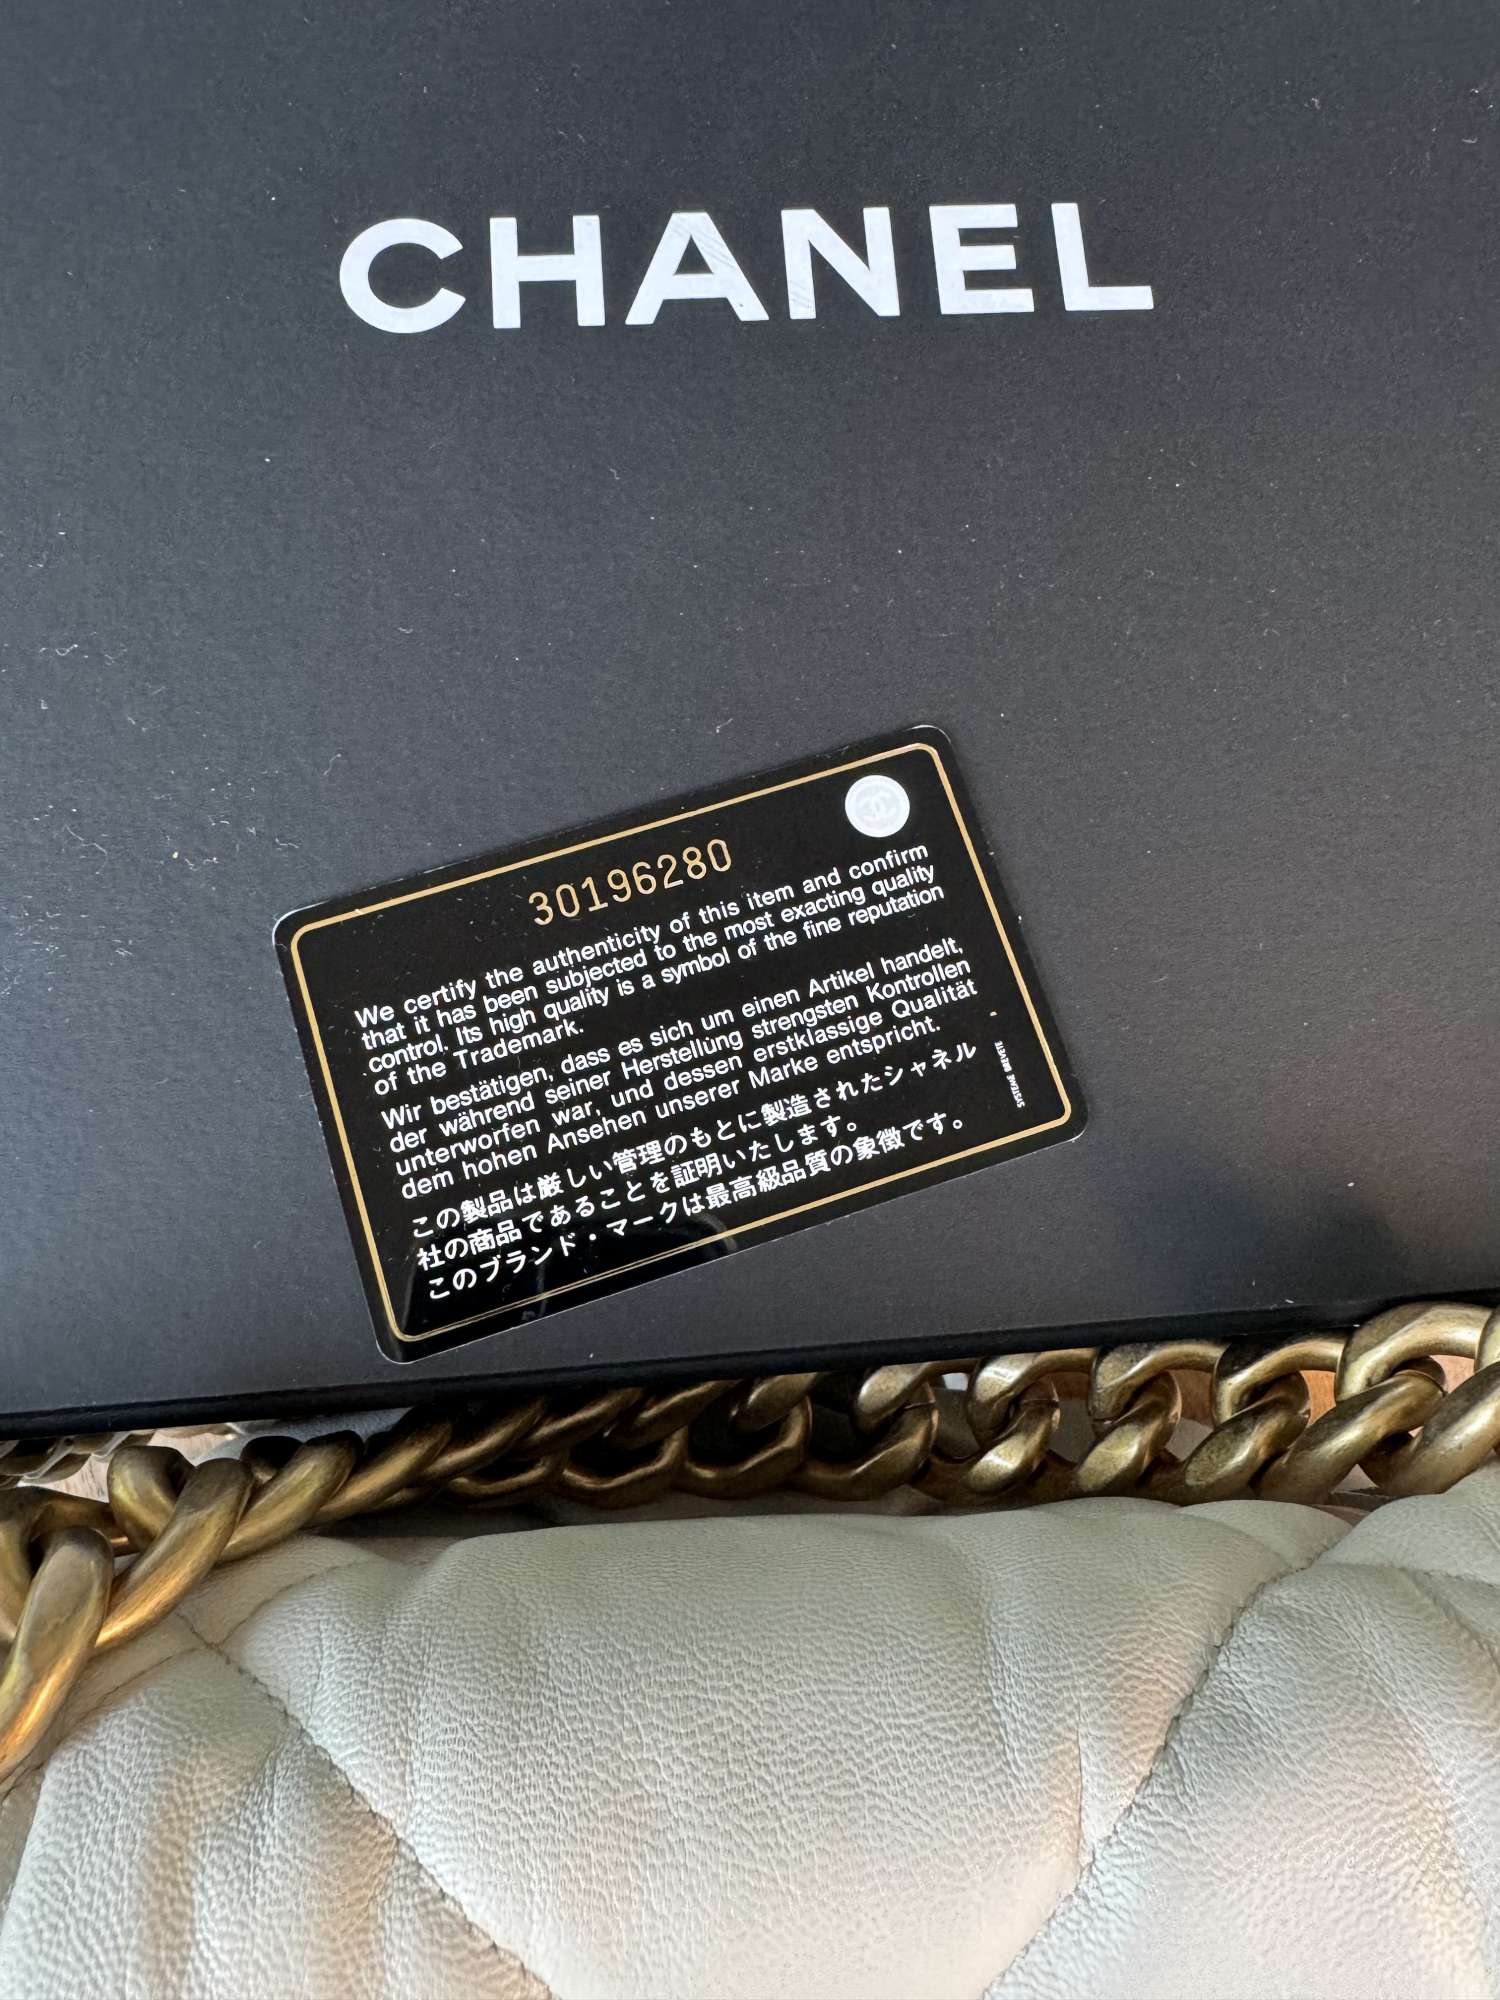 CHANEL
30196280
We certify the authenticity of this item and confirm
that it has been subjected to the most exacting quality
control. Its high quality is a symbol of the fine reputation
of the Trademark.
Wir bestätigen, dass es sich um einen Artikel handelt,
der während seiner Herstellung strengsten Kontrollen
unterworfen war, und dessen erstklassige Qualität
dem hohen Ansehen unserer Marke entspricht.
この製品は厳しい管理のもとに製造されたシャネル
社の商品であることを証明いたします。
このブランド・マークは最高級品質の象徴です。
SYSTEME BREVETE